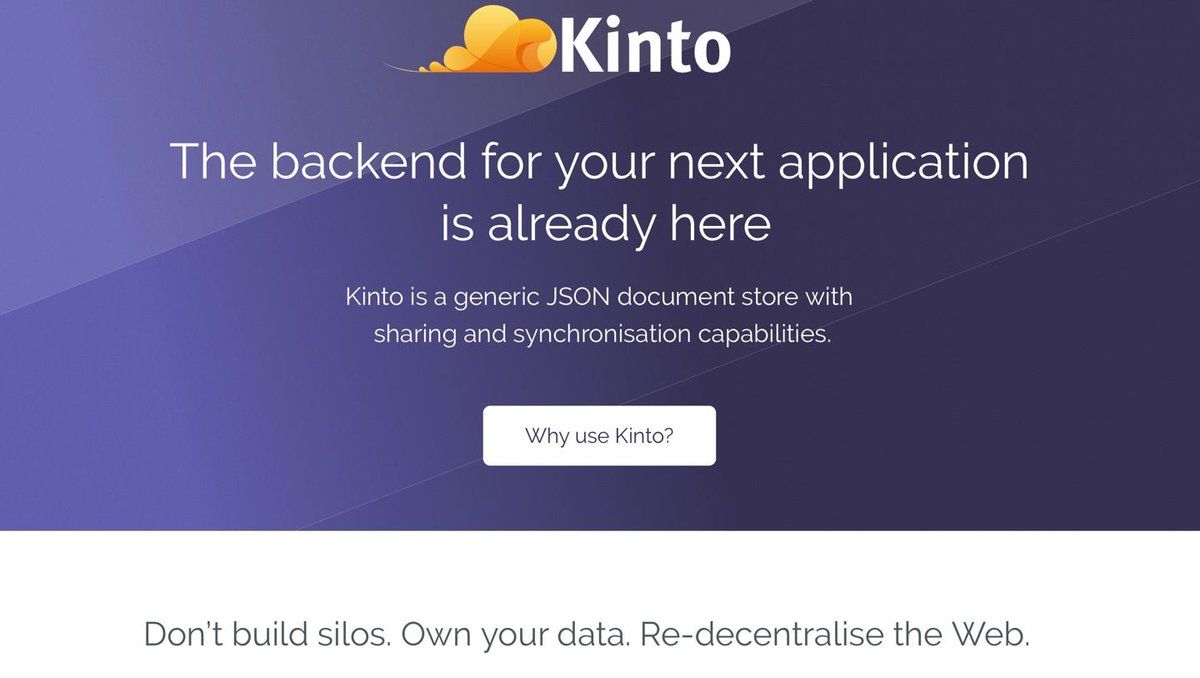 Kinto
The backend for your next application
is already here
Kinto is a generic JSON document store with
sharing and synchronisation capabilities.
Why use Kinto?
Don’t build silos. Own your data. Re-decentralise the Web.